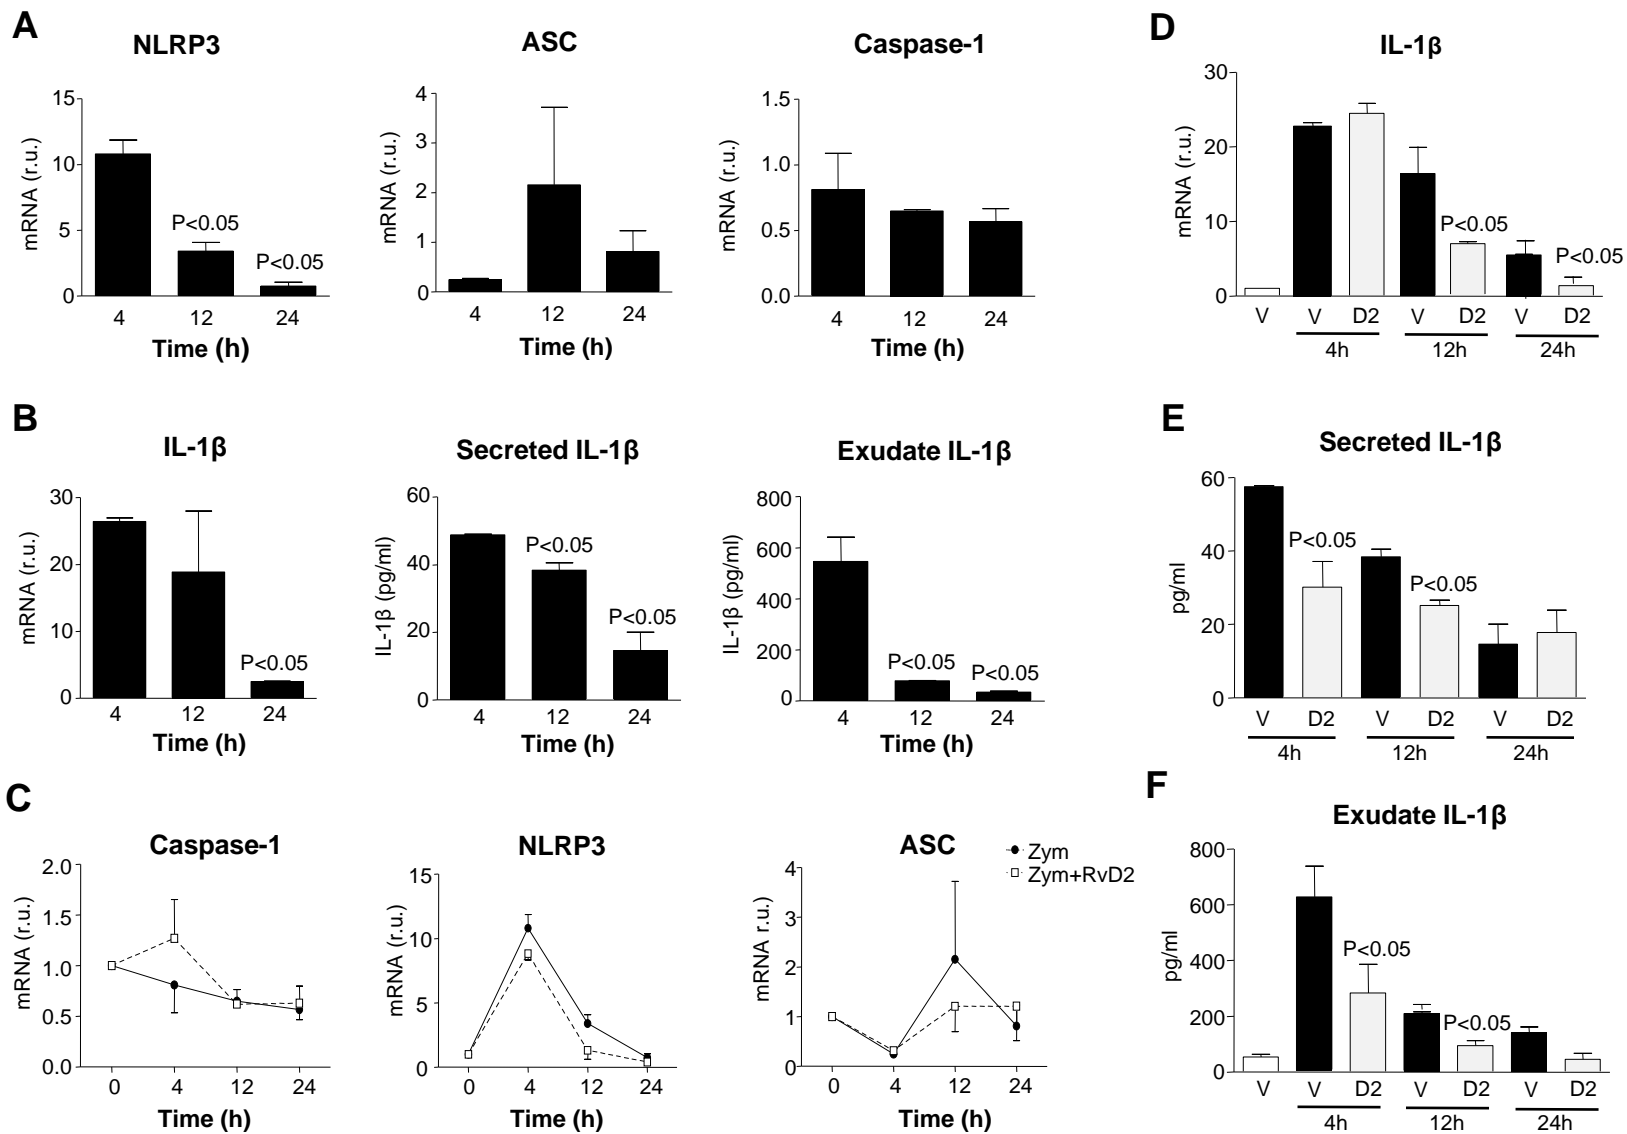 A
NLRP3
mRNA (r.u.)
15
10
5
0
P<0.05
P<0.05
4 12 24
Time (h)
ASC
mRNA (r.u.)
4
3
2
1
0
4 12 24
Time (h)
Caspase-1
mRNA (r.u.)
1.5
1.0
0.5
0.0
4 12 24
Time (h)
D
IL-1β
mRNA (r.u.)
30
20
10
0
P<0.05
P<0.05
V V D2 V D2 V D2
4h 12h 24h
B
IL-1β
mRNA (r.u.)
30
20
10
0
P<0.05
4 12 24
Time (h)
Secreted IL-1β
IL-1β (pg/ml)
60
40
20
0
P<0.05
P<0.05
4 12 24
Time (h)
Exudate IL-1β
IL-1β (pg/ml)
800
600
400
200
0
P<0.05
P<0.05
4 12 24
Time (h)
E
Secreted IL-1β
pg/ml
60
40
20
0
P<0.05
P<0.05
V D2 V D2 V D2
4h 12h 24h
C
Caspase-1
mRNA (r.u.)
2.0
1.5
1.0
0.5
0.0
0 4 12 24
Time (h)
NLRP3
mRNA (r.u.)
15
10
5
0
0 4 12 24
Time (h)
ASC
mRNA r.u.)
4
3
2
1
0
0 4 12 24
Time (h)
Zym
Zym+RvD2
F
Exudate IL-1β
pg/ml
800
600
400
200
0
P<0.05
P<0.05
V V D2 V D2 V D2
4h 12h 24h